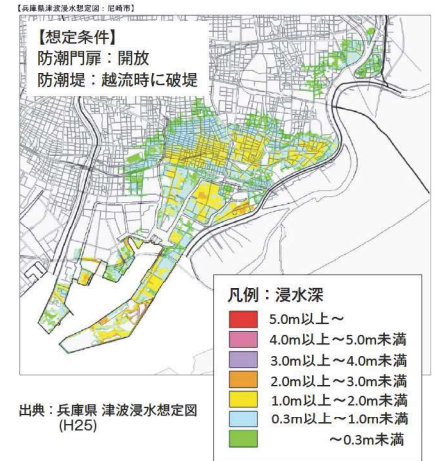 【兵庫県津波浸水想定図：尼崎市】
【想定条件】
防潮門扉：開放
防潮堤：越流時に破堤
凡例：浸水深
5.0m以上～
4.0m以上～5.0m未満
3.0m以上～4.0m未満
2.0m以上～3.0m未満
1.0m以上～2.0m未満
0.3m以上～1.0m未満
～0.3m未満
出典：兵庫県 津波浸水想定図
(H25)